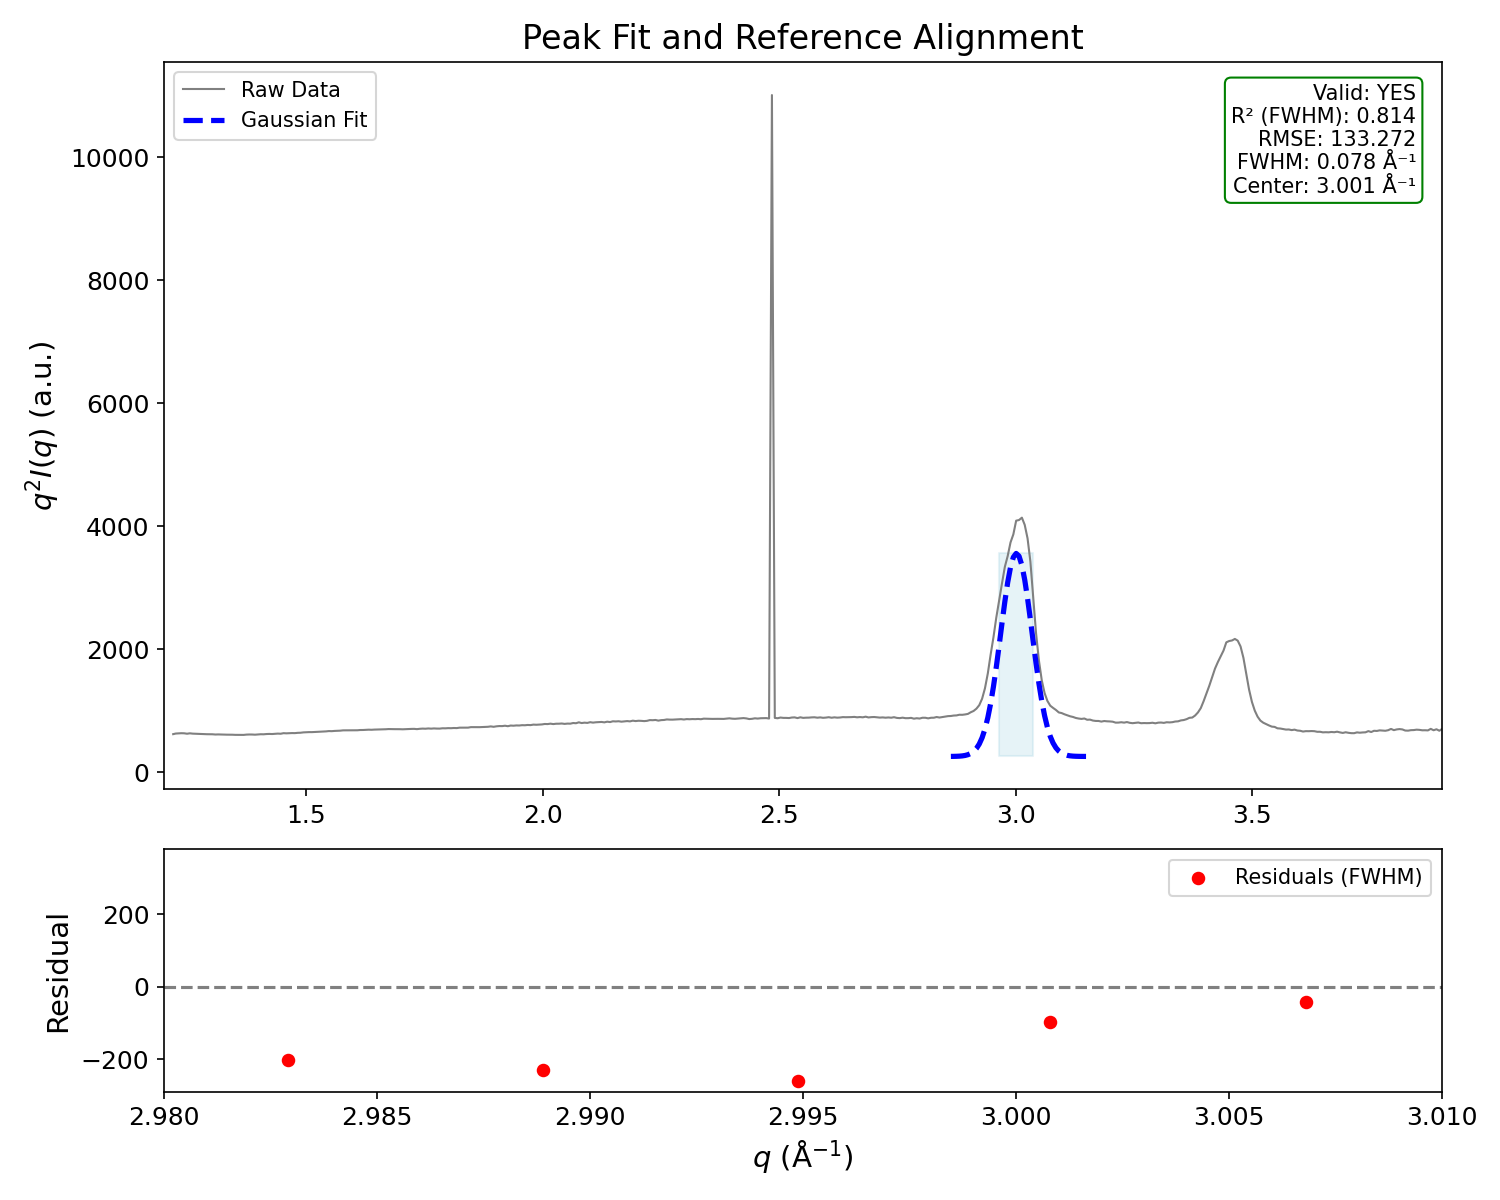 Peak Fit and Reference Alignment
Raw Data
Gaussian Fit
Valid: YES
R² (FWHM): 0.814
RMSE: 133.272
FWHM: 0.078 Å⁻¹
Center: 3.001 Å⁻¹
q²I(q) (a.u.)
10000
8000
6000
4000
2000
0
1.5 2.0 2.5 3.0 3.5
Residuals (FWHM)
Residual
200
0
−200
2.980 2.985 2.990 2.995 3.000 3.005 3.010
q (Å⁻¹)